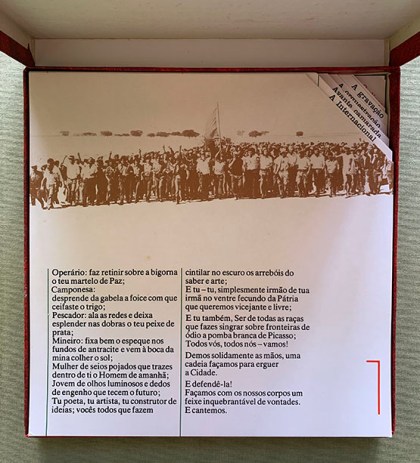 A gravação
comemorativa
Avante camarada
A Internacional
Operário: faz retinir sobre a bigorna
o teu martelo de Paz;
Camponesa:
desprende da gabela a foice com que
ceifaste o trigo;
Pescador: ala as redes e deixa
esplender nas dobras o teu peixe de
prata;
Mineiro: fixa bem o espeque nos
fundos de antracite e vem à boca da
mina colher o sol;
Mulher de seios pojados que trazes
dentro de ti o Homem de amanhã;
Jovem de olhos luminosos e dedos
de engenho que tecem o futuro;
Tu poeta, tu artista, tu construtor de
ideias; vocês todos que fazem
cintilar no escuro os arrebóis do
saber e arte;
E tu – tu, simplesmente irmão de tua
irmã no ventre fecundo da Pátria
que queremos vicejante e livre;
E tu também, Ser de todas as raças
que fazes singrar sobre fronteiras de
ódio a pomba branca de Picasso;
Todos vós, todos nós – vamos!
Demos solidamente as mãos, uma
cadeia façamos para erguer
a Cidade.
E defendê-la!
Façamos com os nossos corpos um
feixe inquebrantável de vontades.
E cantemos.